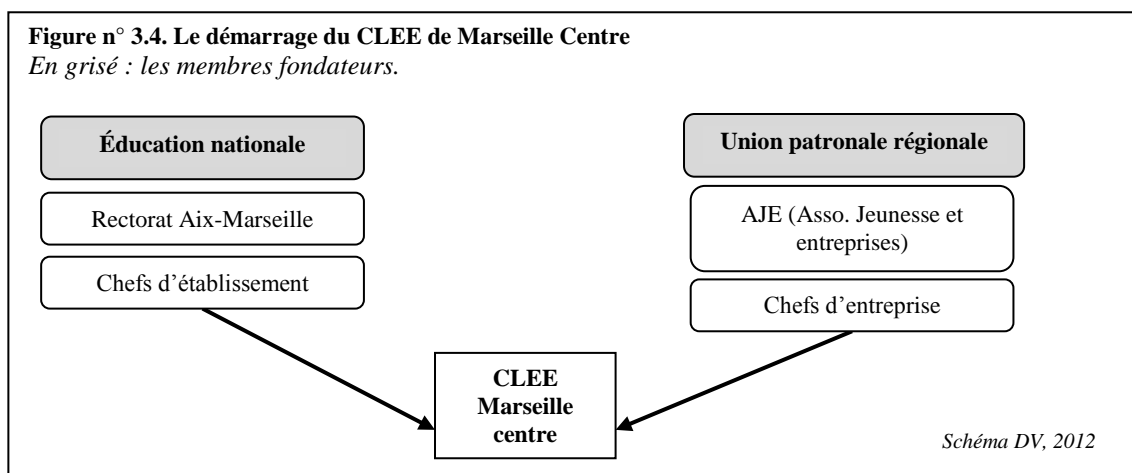 Figure n° 3.4. Le démarrage du CLEE de Marseille Centre
En grisé : les membres fondateurs.
Éducation nationale
Rectorat Aix-Marseille
Chefs d’établissement
Union patronale régionale
AJE (Asso. Jeunesse et
entreprises)
Chefs d’entreprise
CLEE
Marseille
centre
Schéma DV, 2012